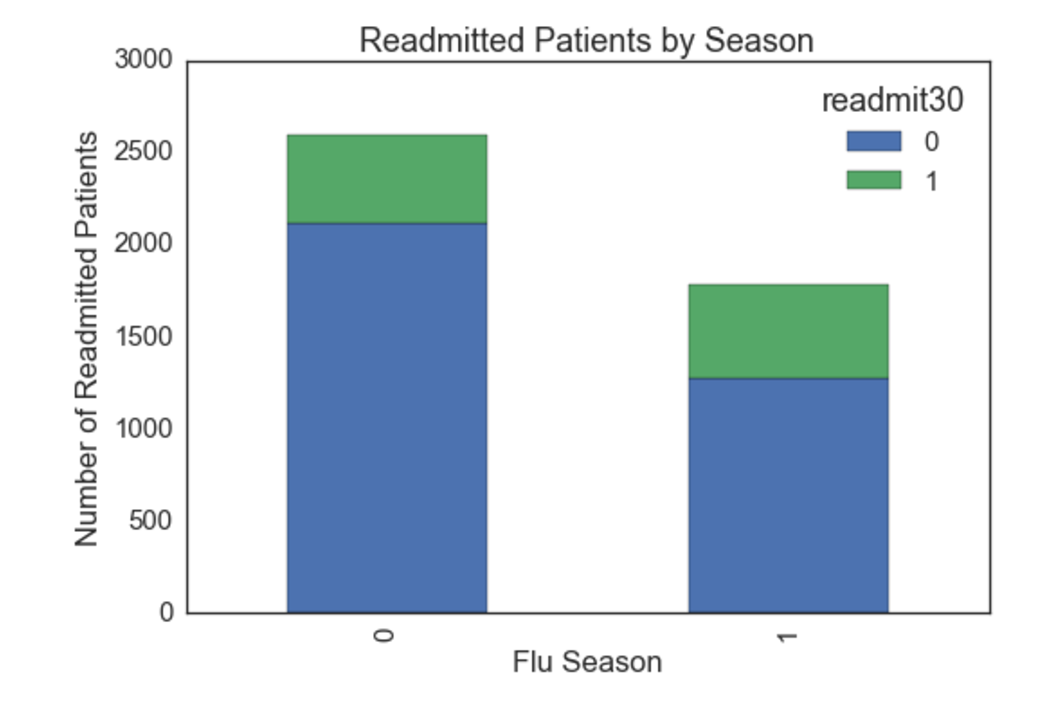 Readmitted Patients by Season
Number of Readmitted Patients
3000
2500
2000
1500
1000
500
0
readmit30
0
1
0
1
Flu Season